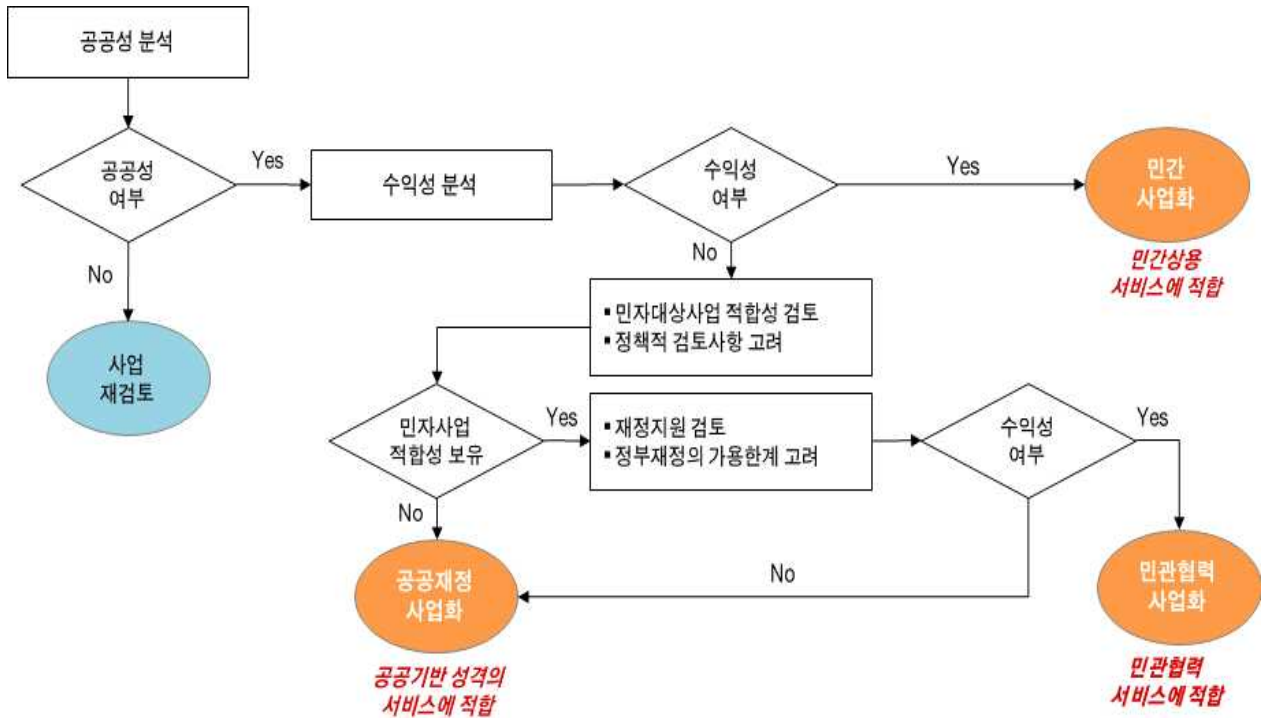 공공성 분석
공공성
여부
Yes
수익성 분석
수익성
여부
Yes
민간
사업화
민간상용
서비스에 적합
No
No
사업
재검토
▪ 민자대상사업 적합성 검토
▪ 정책적 검토사항 고려
민자사업
적합성 보유
Yes
▪ 재정지원 검토
▪ 정부재정의 가용한계 고려
수익성
여부
Yes
No
No
공공재정
사업화
공공기반 성격의
서비스에 적합
민관협력
사업화
민관협력
서비스에 적합